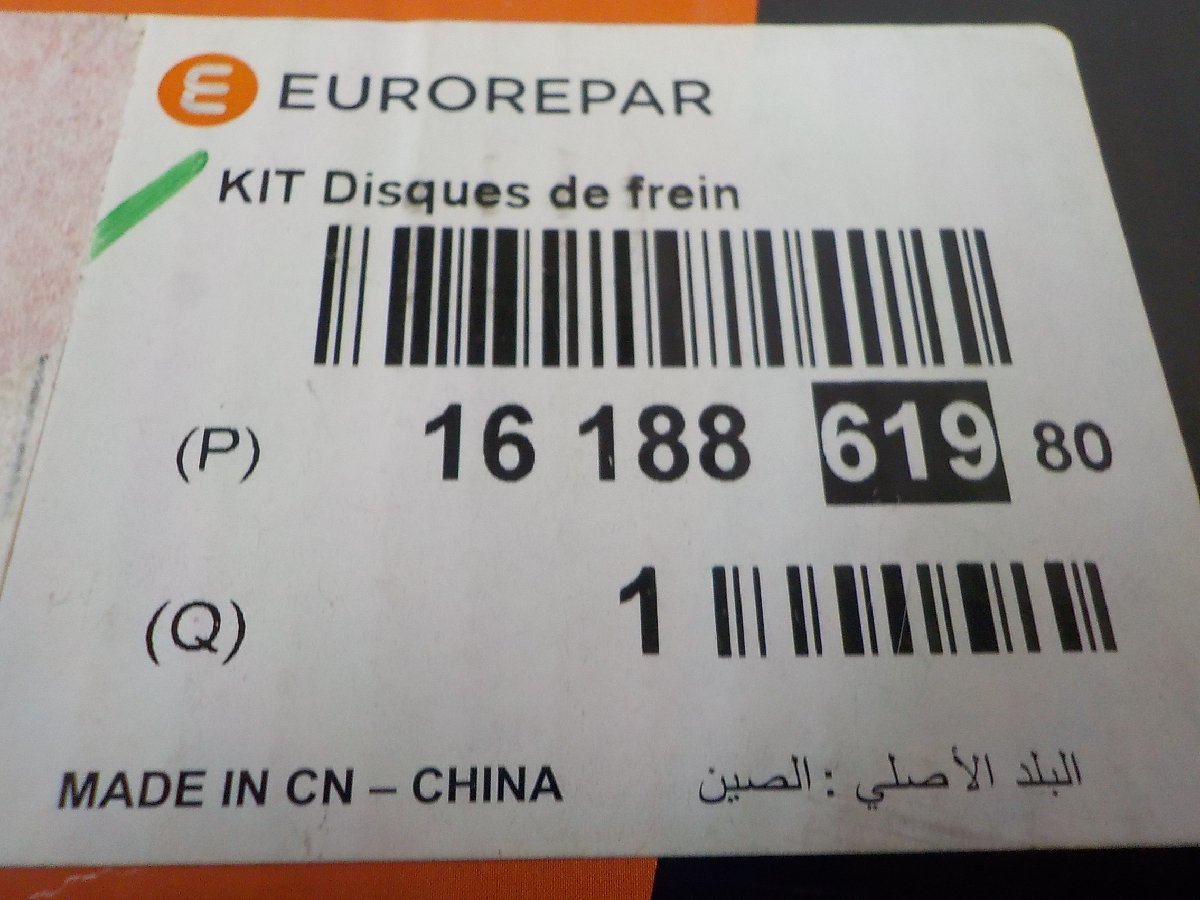 EUROREPAR
KIT Disques de frein
(P) 16 188 619 80
(Q) 1
MADE IN CN – CHINA
البلد الأصلي : الصين